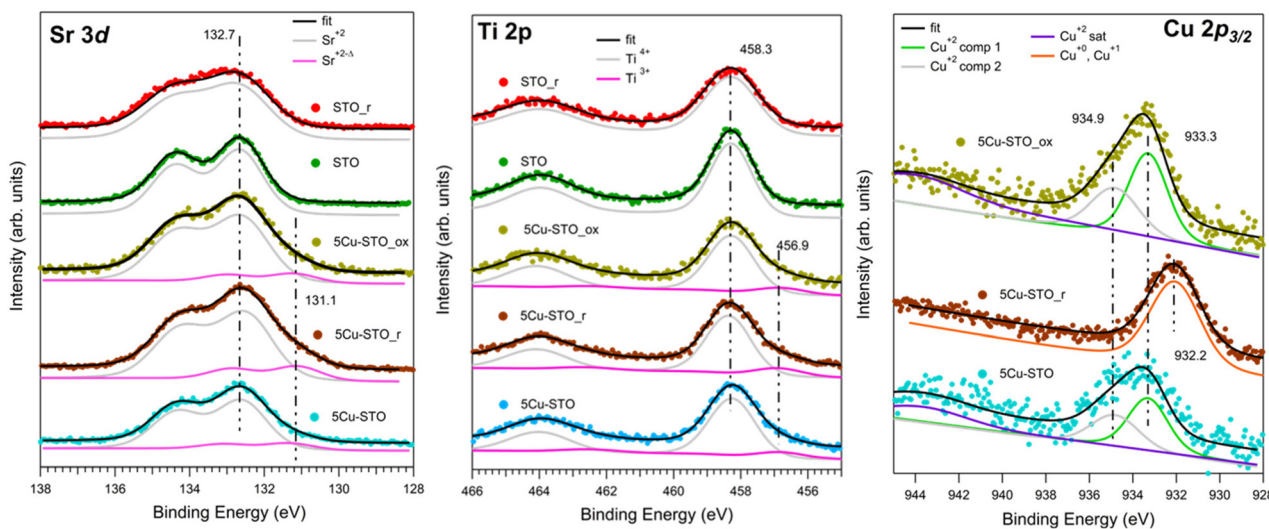 Sr 3d
132.7
fit
Sr+2
Sr+2-Δ
STO_r
STO
5Cu-STO_ox
131.1
5Cu-STO_r
5Cu-STO
Intensity (arb. units)
138 136 134 132 130 128
Binding Energy (eV)
Ti 2p
fit
Ti 4+
Ti 3+
458.3
STO_r
STO
5Cu-STO_ox
456.9
5Cu-STO_r
5Cu-STO
Intensity (arb. units)
466 464 462 460 458 456
Binding Energy (eV)
fit
Cu+2 comp 1
Cu+2 comp 2
Cu+2 sat
Cu+0, Cu+1
Cu 2p3/2
934.9
933.3
5Cu-STO_ox
5Cu-STO_r
932.2
5Cu-STO
Intensity (arb. units)
944 942 940 938 936 934 932 930 928
Binding Energy (eV)